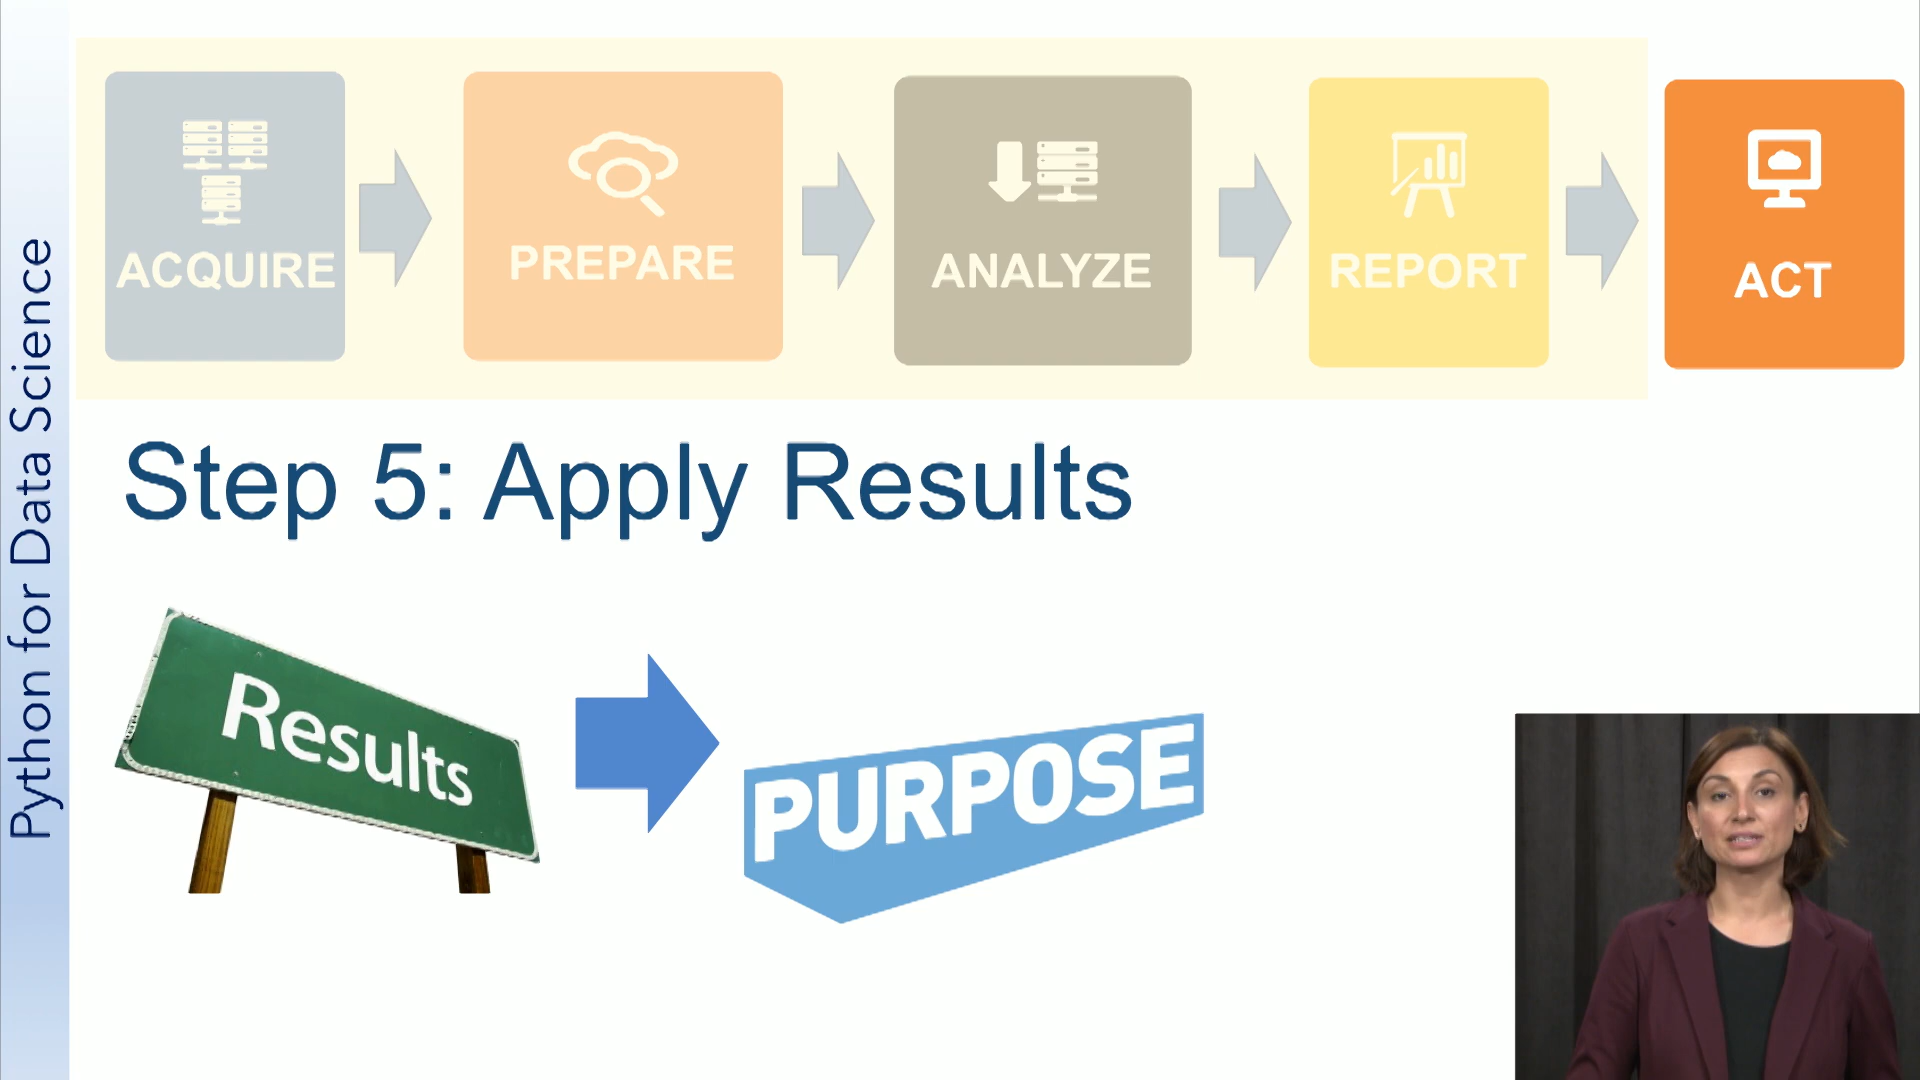 Python for Data Science
ACQUIRE
PREPARE
ANALYZE
REPORT
ACT
Step 5: Apply Results
Results
PURPOSE